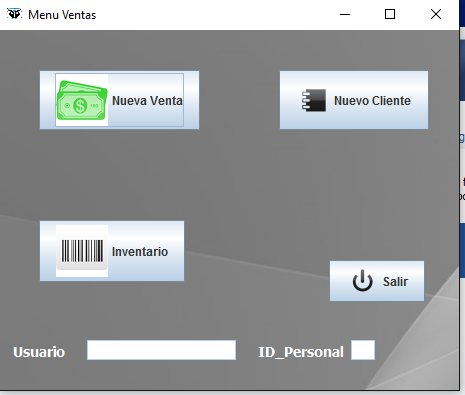 Menu Ventas
Nueva Venta
Nuevo Cliente
Inventario
Salir
Usuario
ID_Personal